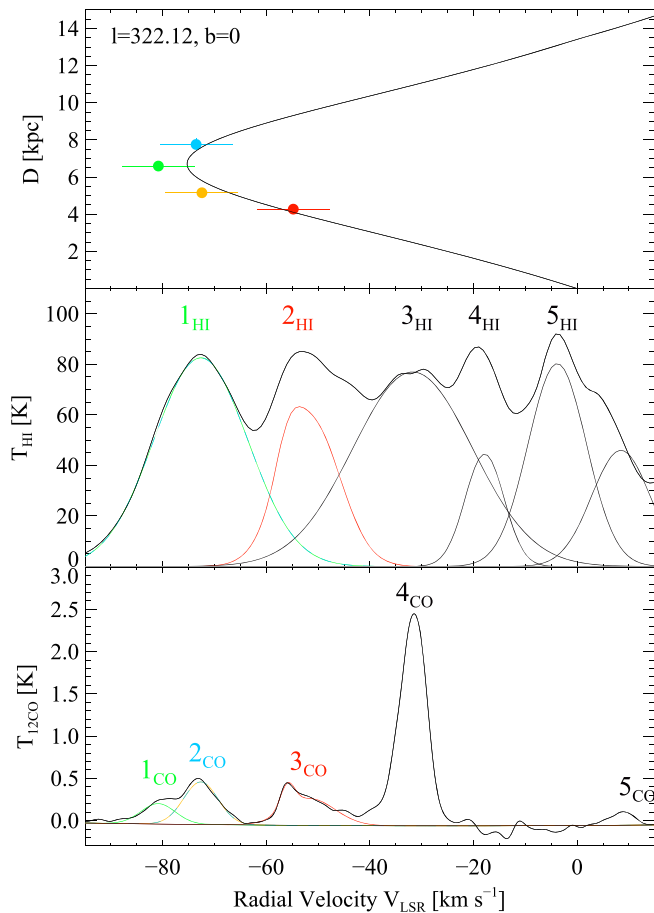 14
l=322.12, b=0
12
10
8
6
4
2
D [kpc]
100
1HI 2HI 3HI 4HI 5HI
80
60
40
20
0
THI [K]
3.0
4CO
2.5
2.0
1.5
1.0
1CO 2CO 3CO 5CO
0.5
0.0
T12CO [K]
−80 −60 −40 −20 0
Radial Velocity VLSR [km s−1]